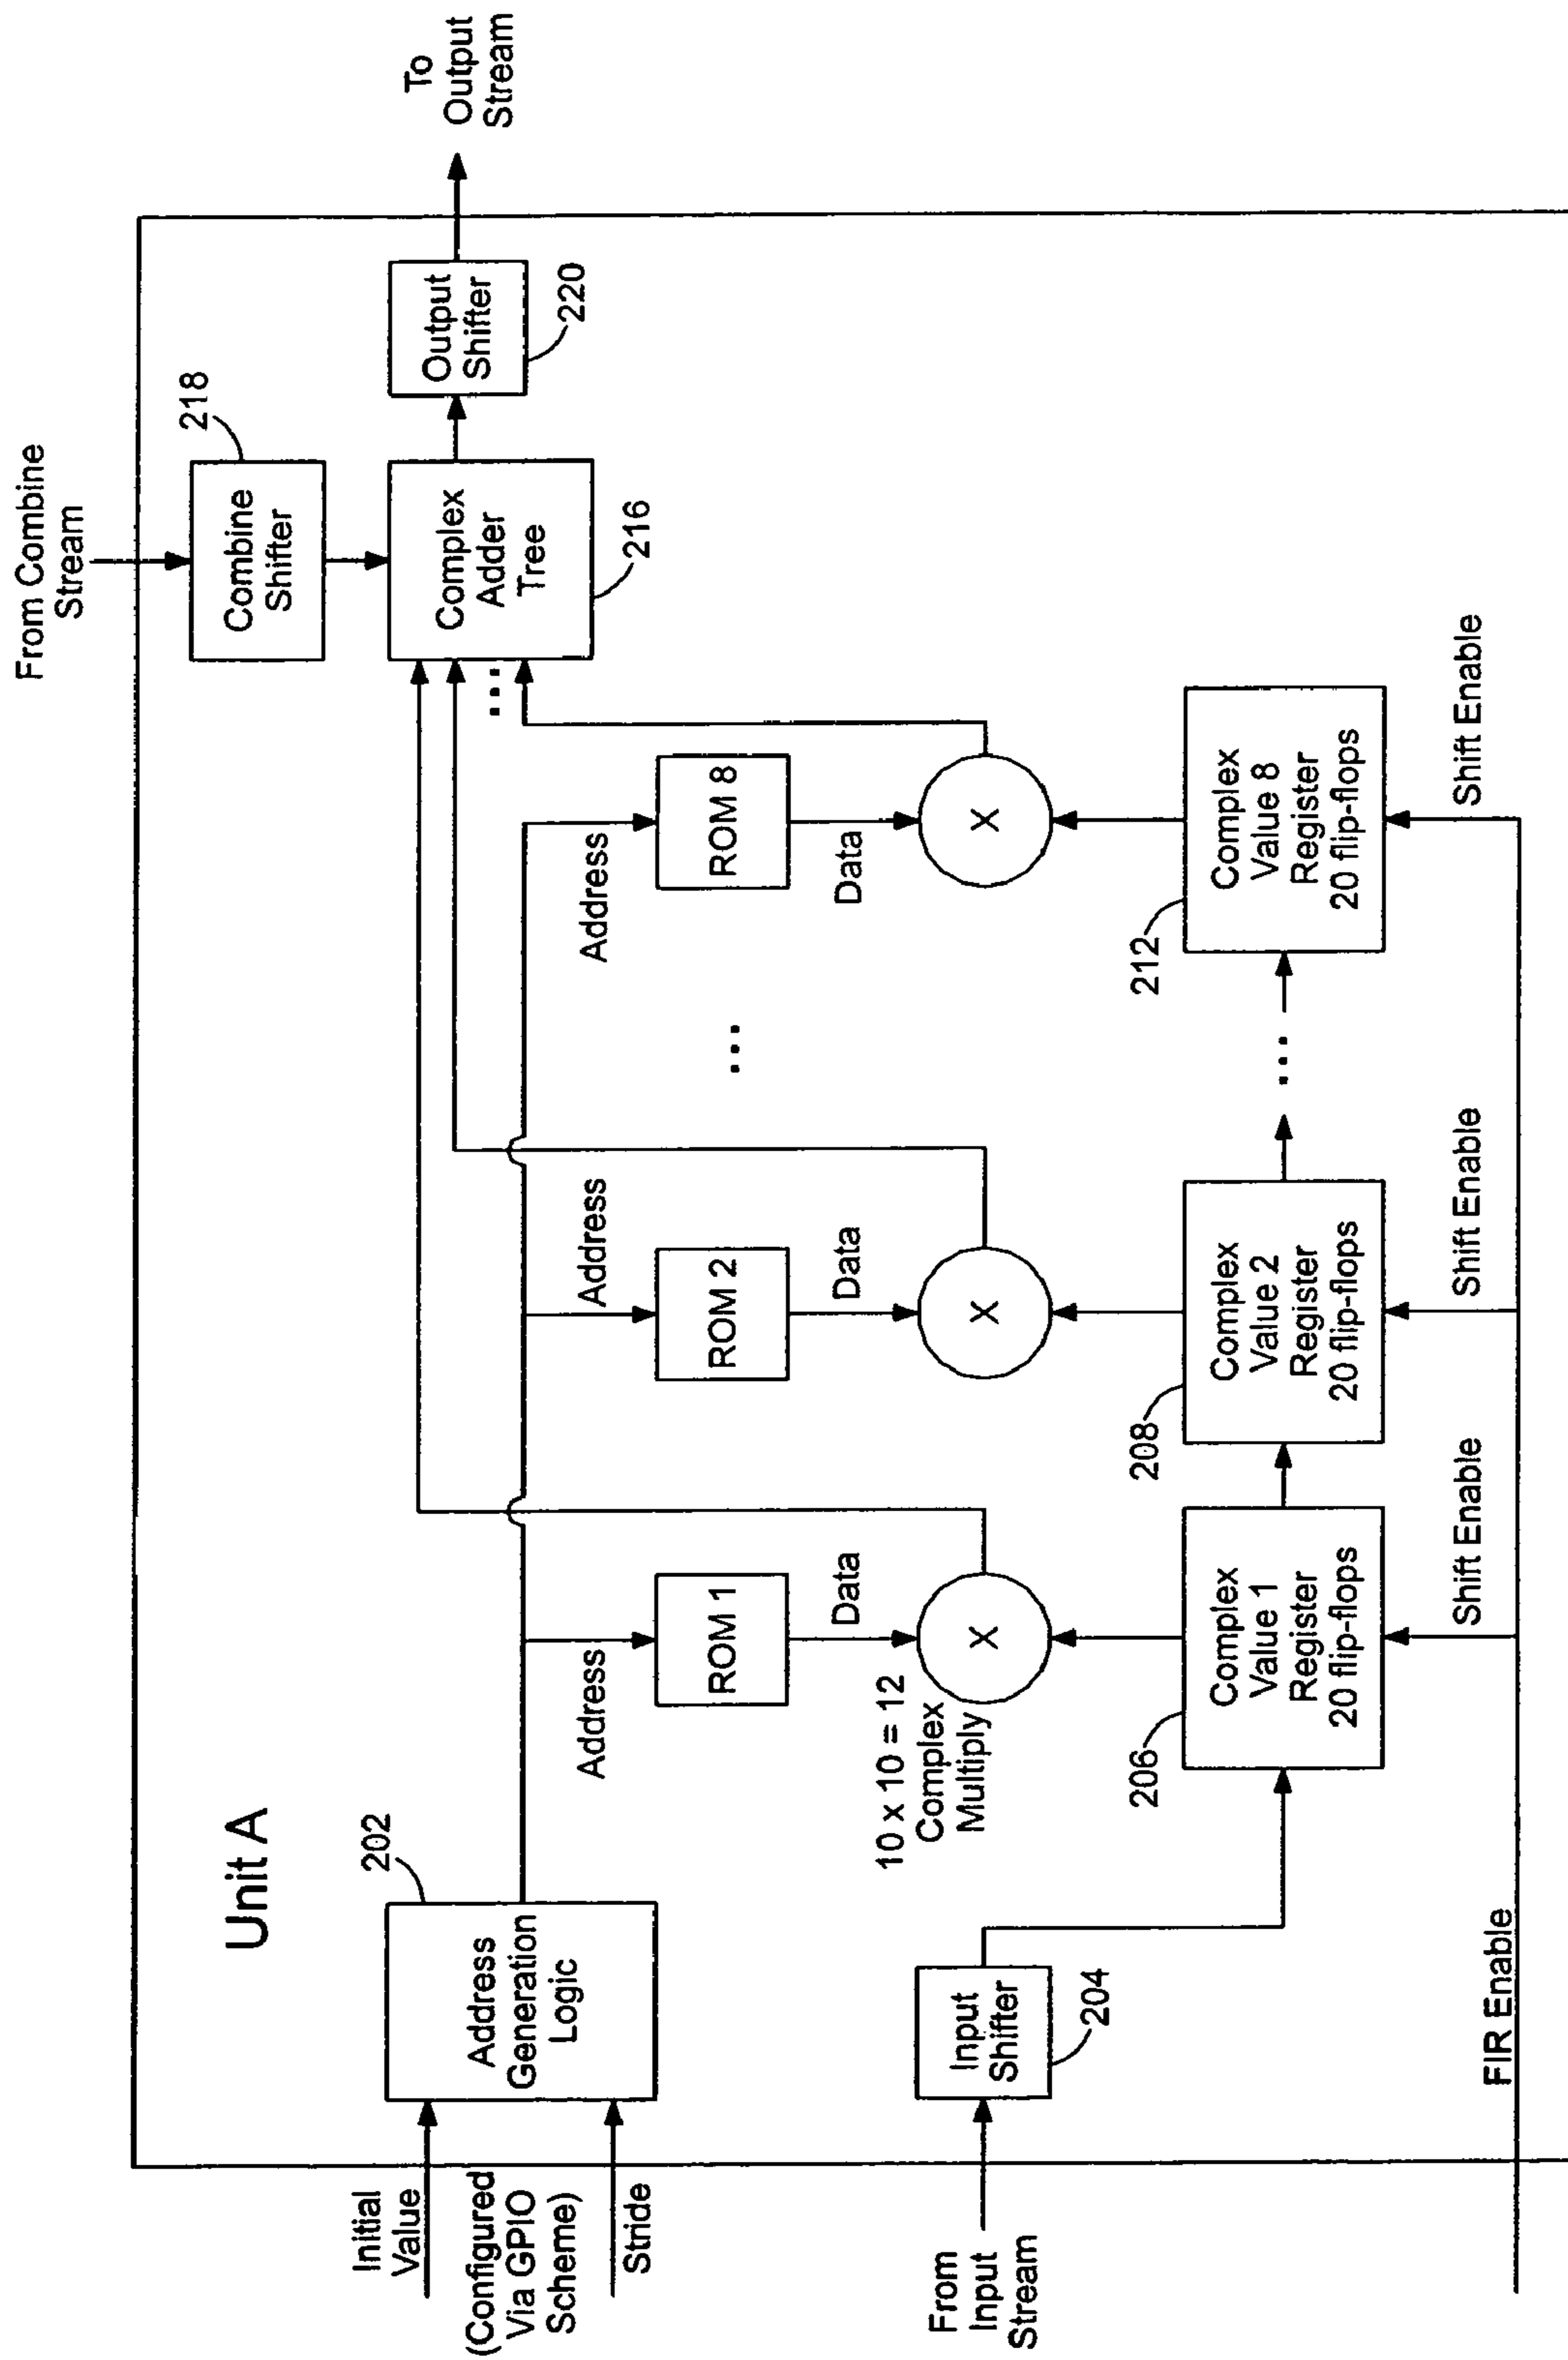 Unit A
From Combine
Stream
218
Combine
Shifter
Initial
Value
(Configured
Via GPIO
Scheme)
Stride
202
Address
Generation
Logic
Complex
Adder
Tree
216
Output
Shifter
220
To
Output
Stream
Address
Address
Address
ROM 1
ROM 2
...
ROM 8
...
Data
Data
Data
10 x 10 = 12
Complex
Multiply
X
X
X
From
Input
Stream
Input
Shifter
204
206
Complex
Value 1
Register
20 flip-flops
208
Complex
Value 2
Register
20 flip-flops
...
212
Complex
Value 8
Register
20 flip-flops
Shift Enable
Shift Enable
Shift Enable
FIR Enable